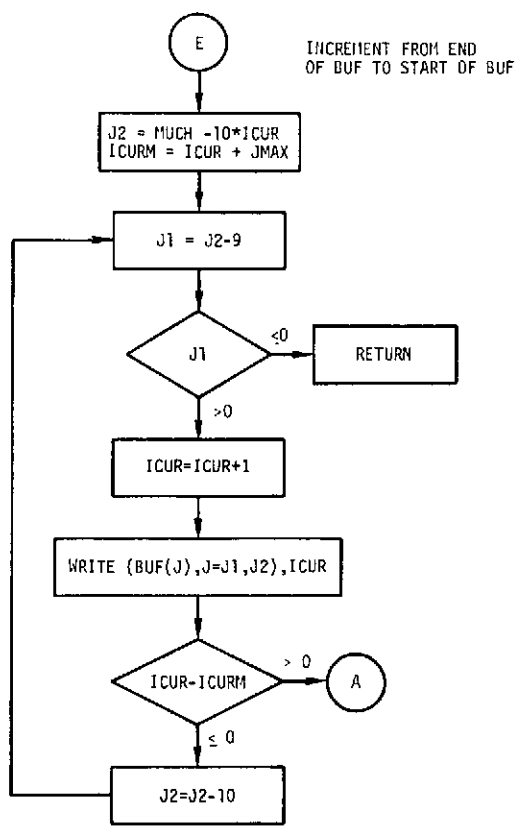 E
INCREMENT FROM END
OF BUF TO START OF BUF
J2 = MUCH -10*ICUR
ICURM = ICUR + JMAX
J1 = J2-9
J1
≤0
RETURN
>0
ICUR=ICUR+1
WRITE (BUF(J),J=J1,J2),ICUR
ICUR-ICURM
> 0
A
≤ 0
J2=J2-10